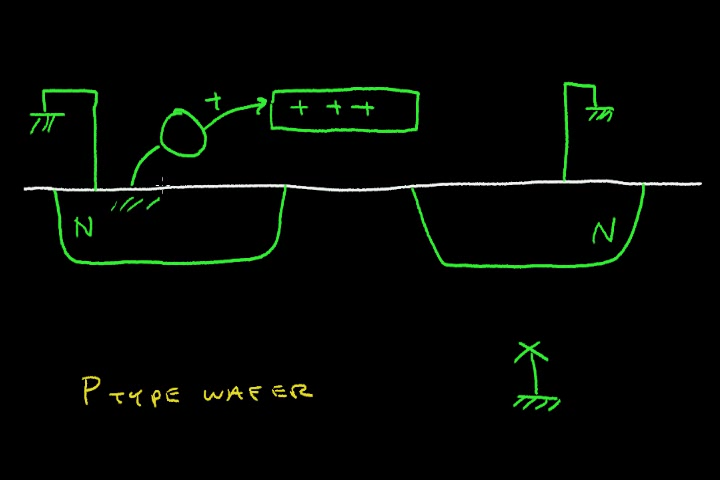 +
+ + +
N
N
P TYPE WAFER